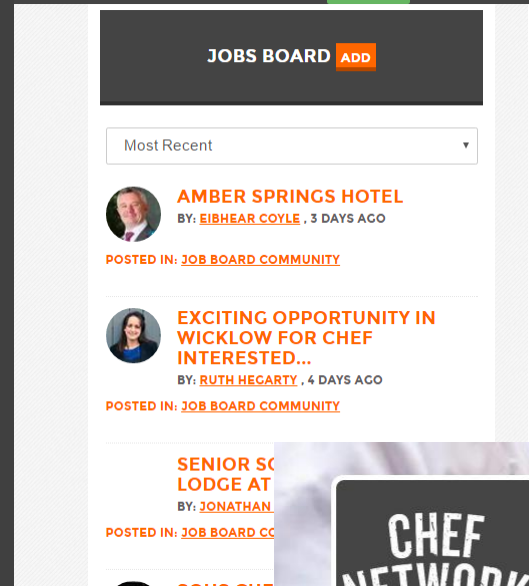 JOBS BOARD ADD
Most Recent
AMBER SPRINGS HOTEL
BY: EIBHEAR COYLE , 3 DAYS AGO
POSTED IN: JOB BOARD COMMUNITY
EXCITING OPPORTUNITY IN
WICKLOW FOR CHEF
INTERESTED...
BY: RUTH HEGARTY , 4 DAYS AGO
POSTED IN: JOB BOARD COMMUNITY
SENIOR
LODGE AT
BY: JONATHAN
POSTED IN: JOB BOARD
CHEF
NETWORK